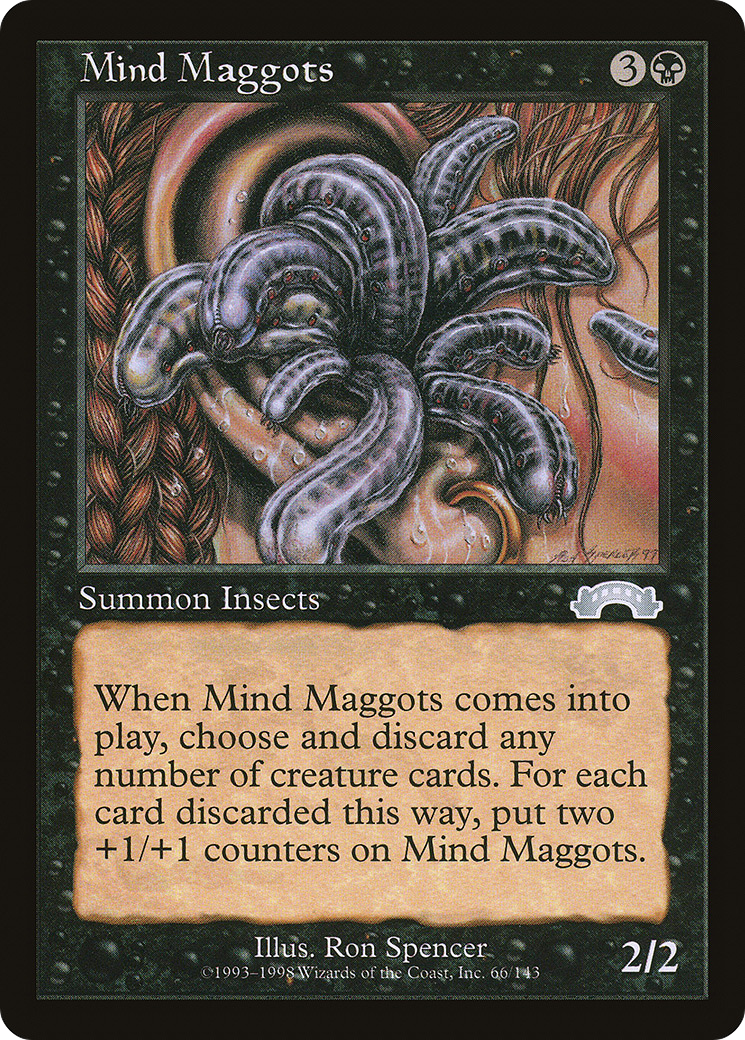 Mind Maggots 3
Summon Insects
When Mind Maggots comes into
play, choose and discard any
number of creature cards. For each
card discarded this way, put two
+1/+1 counters on Mind Maggots.
Illus. Ron Spencer
©1993–1998 Wizards of the Coast, Inc. 66/143
2/2